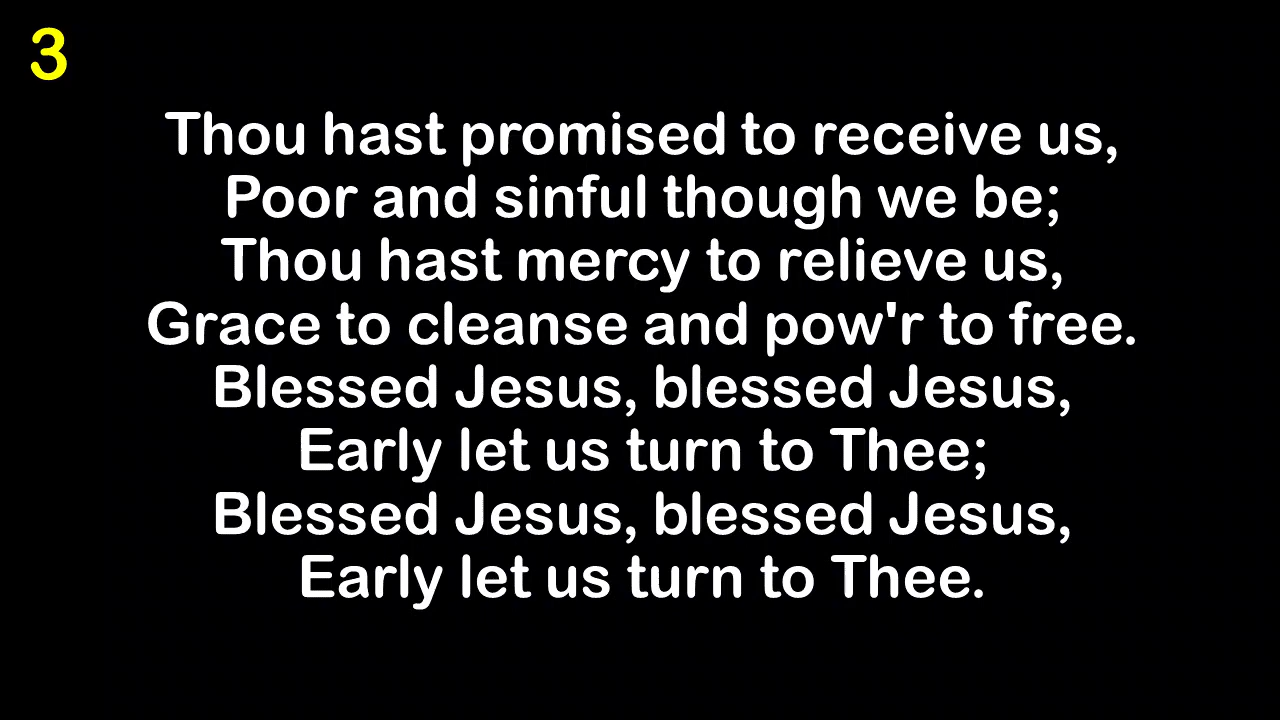 3
Thou hast promised to receive us,
Poor and sinful though we be;
Thou hast mercy to relieve us,
Grace to cleanse and pow'r to free.
Blessed Jesus, blessed Jesus,
Early let us turn to Thee;
Blessed Jesus, blessed Jesus,
Early let us turn to Thee.